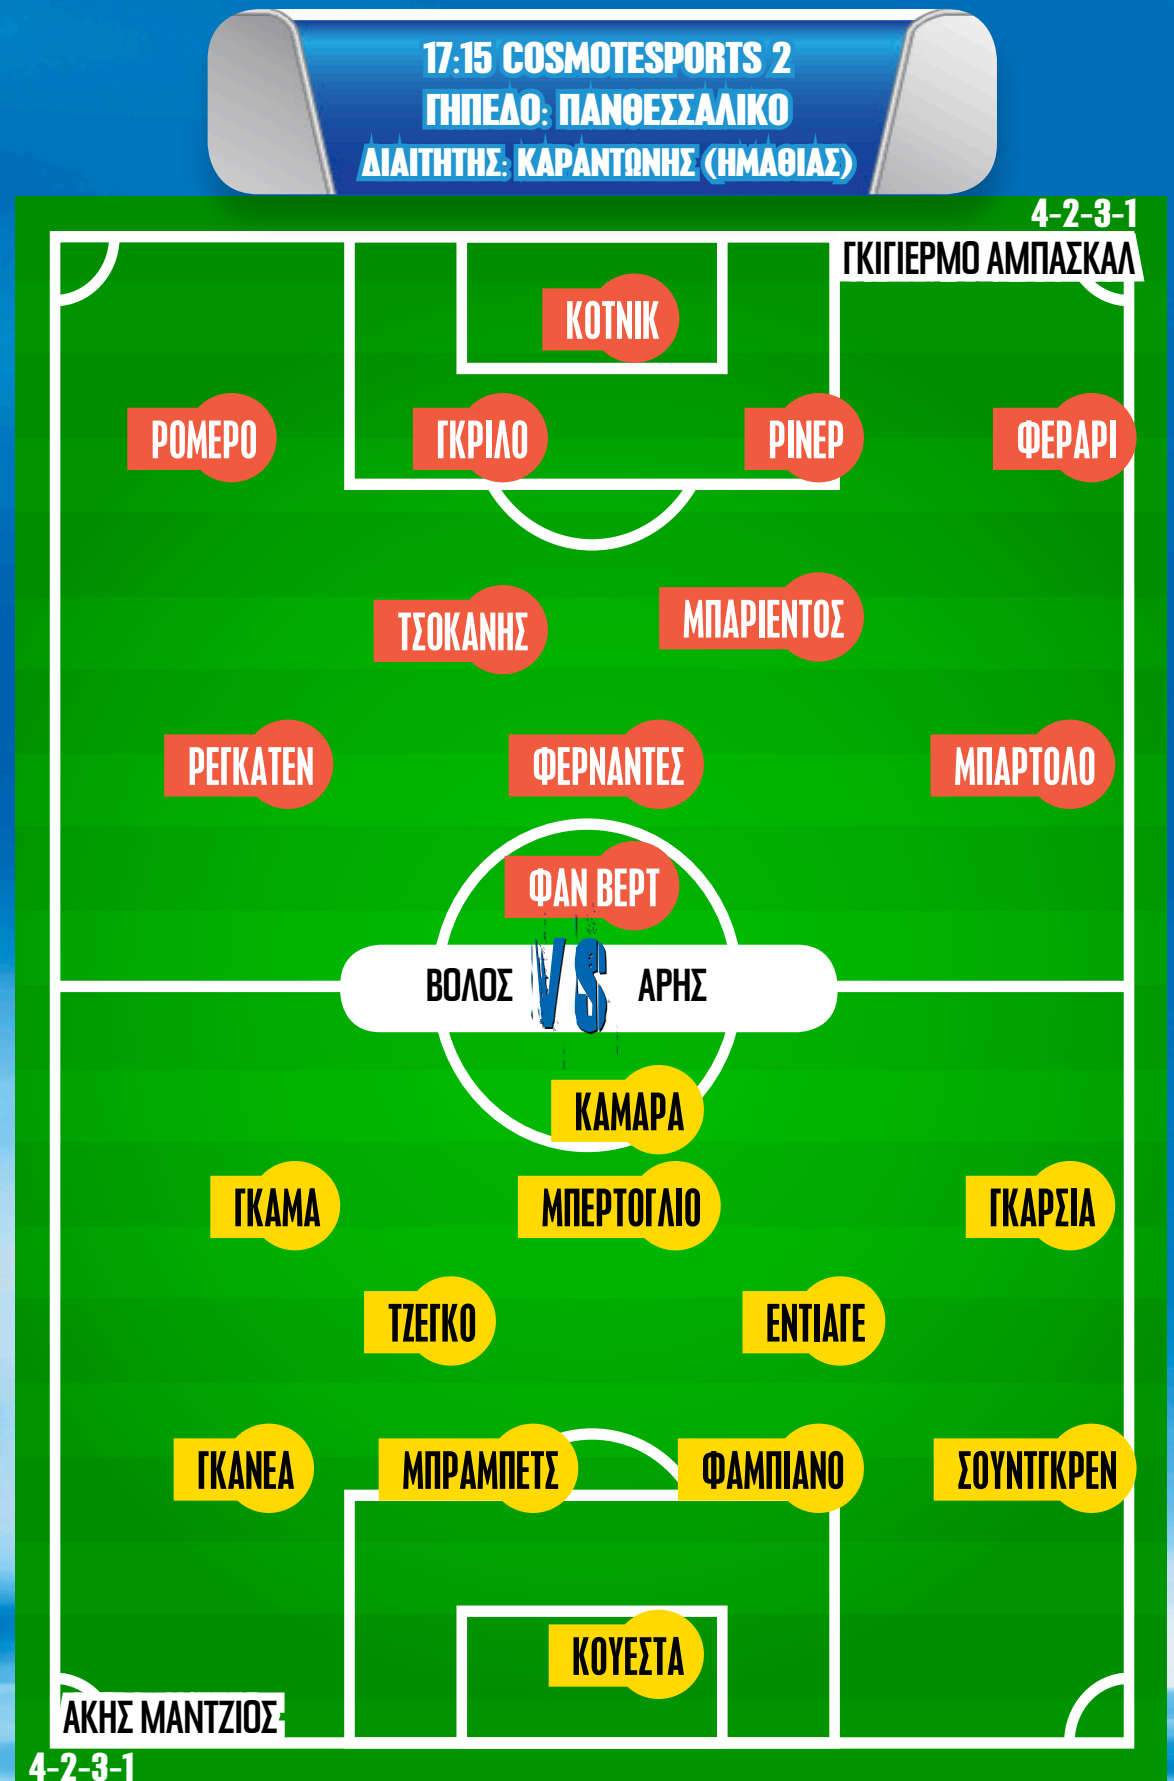 17:15 COSMOTESPORTS 2
ΓΗΠΕΔΟ: ΠΑΝΘΕΣΣΑΛΙΚΟ
ΔΙΑΙΤΗΤΗΣ: ΚΑΡΑΝΤΩΝΗΣ (ΗΜΑΘΙΑΣ)
4-2-3-1
ΓΚΙΓΙΕΡΜΟ ΑΜΠΑΣΚΑΛ
ΚΟΤΝΙΚ
ΡΟΜΕΡΟ ΓΚΡΙΛΟ ΡΙΝΕΡ ΦΕΡΑΡΙ
ΤΣΟΚΑΝΗΣ ΜΠΑΡΙΕΝΤΟΣ
ΡΕΓΚΑΤΕΝ ΦΕΡΝΑΝΤΕΣ ΜΠΑΡΤΟΛΟ
ΦΑΝ ΒΕΡΤ
ΒΟΛΟΣ VS ΑΡΗΣ
ΚΑΜΑΡΑ
ΓΚΑΜΑ ΜΠΕΡΤΟΓΛΙΟ ΓΚΑΡΣΙΑ
ΤΖΕΓΚΟ ΕΝΤΙΑΓΕ
ΓΚΑΝΕΑ ΜΠΡΑΜΠΕΤΣ ΦΑΜΠΙΑΝΟ ΣΟΥΝΤΓΚΡΕΝ
ΚΟΥΕΣΤΑ
ΑΚΗΣ ΜΑΝΤΖΙΟΣ
4-2-3-1